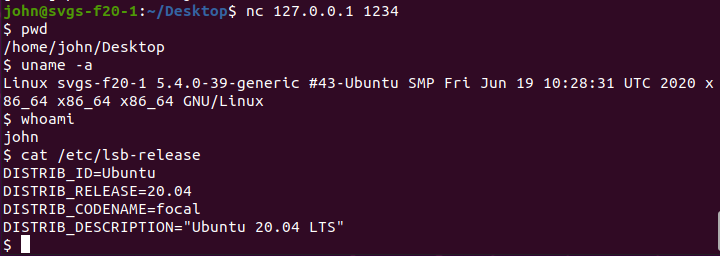 john@svgs-f20-1:~/Desktop$ nc 127.0.0.1 1234
$ pwd
/home/john/Desktop
$ uname -a
Linux svgs-f20-1 5.4.0-39-generic #43-Ubuntu SMP Fri Jun 19 10:28:31 UTC 2020 x
86_64 x86_64 x86_64 GNU/Linux
$ whoami
john
$ cat /etc/lsb-release
DISTRIB_ID=Ubuntu
DISTRIB_RELEASE=20.04
DISTRIB_CODENAME=focal
DISTRIB_DESCRIPTION="Ubuntu 20.04 LTS"
$